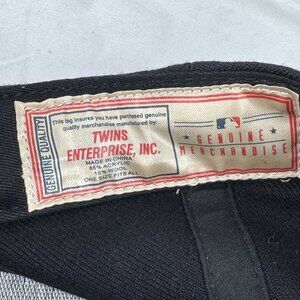 GENUINE QUALITY
This tag insures you have purchased genuine
quality merchandise manufactured by:
TWINS
ENTERPRISE, INC.
MADE IN CHINA
85% ACRYLIC
15% WOOL
ONE SIZE FITS ALL
GENUINE
MERCHANDISE